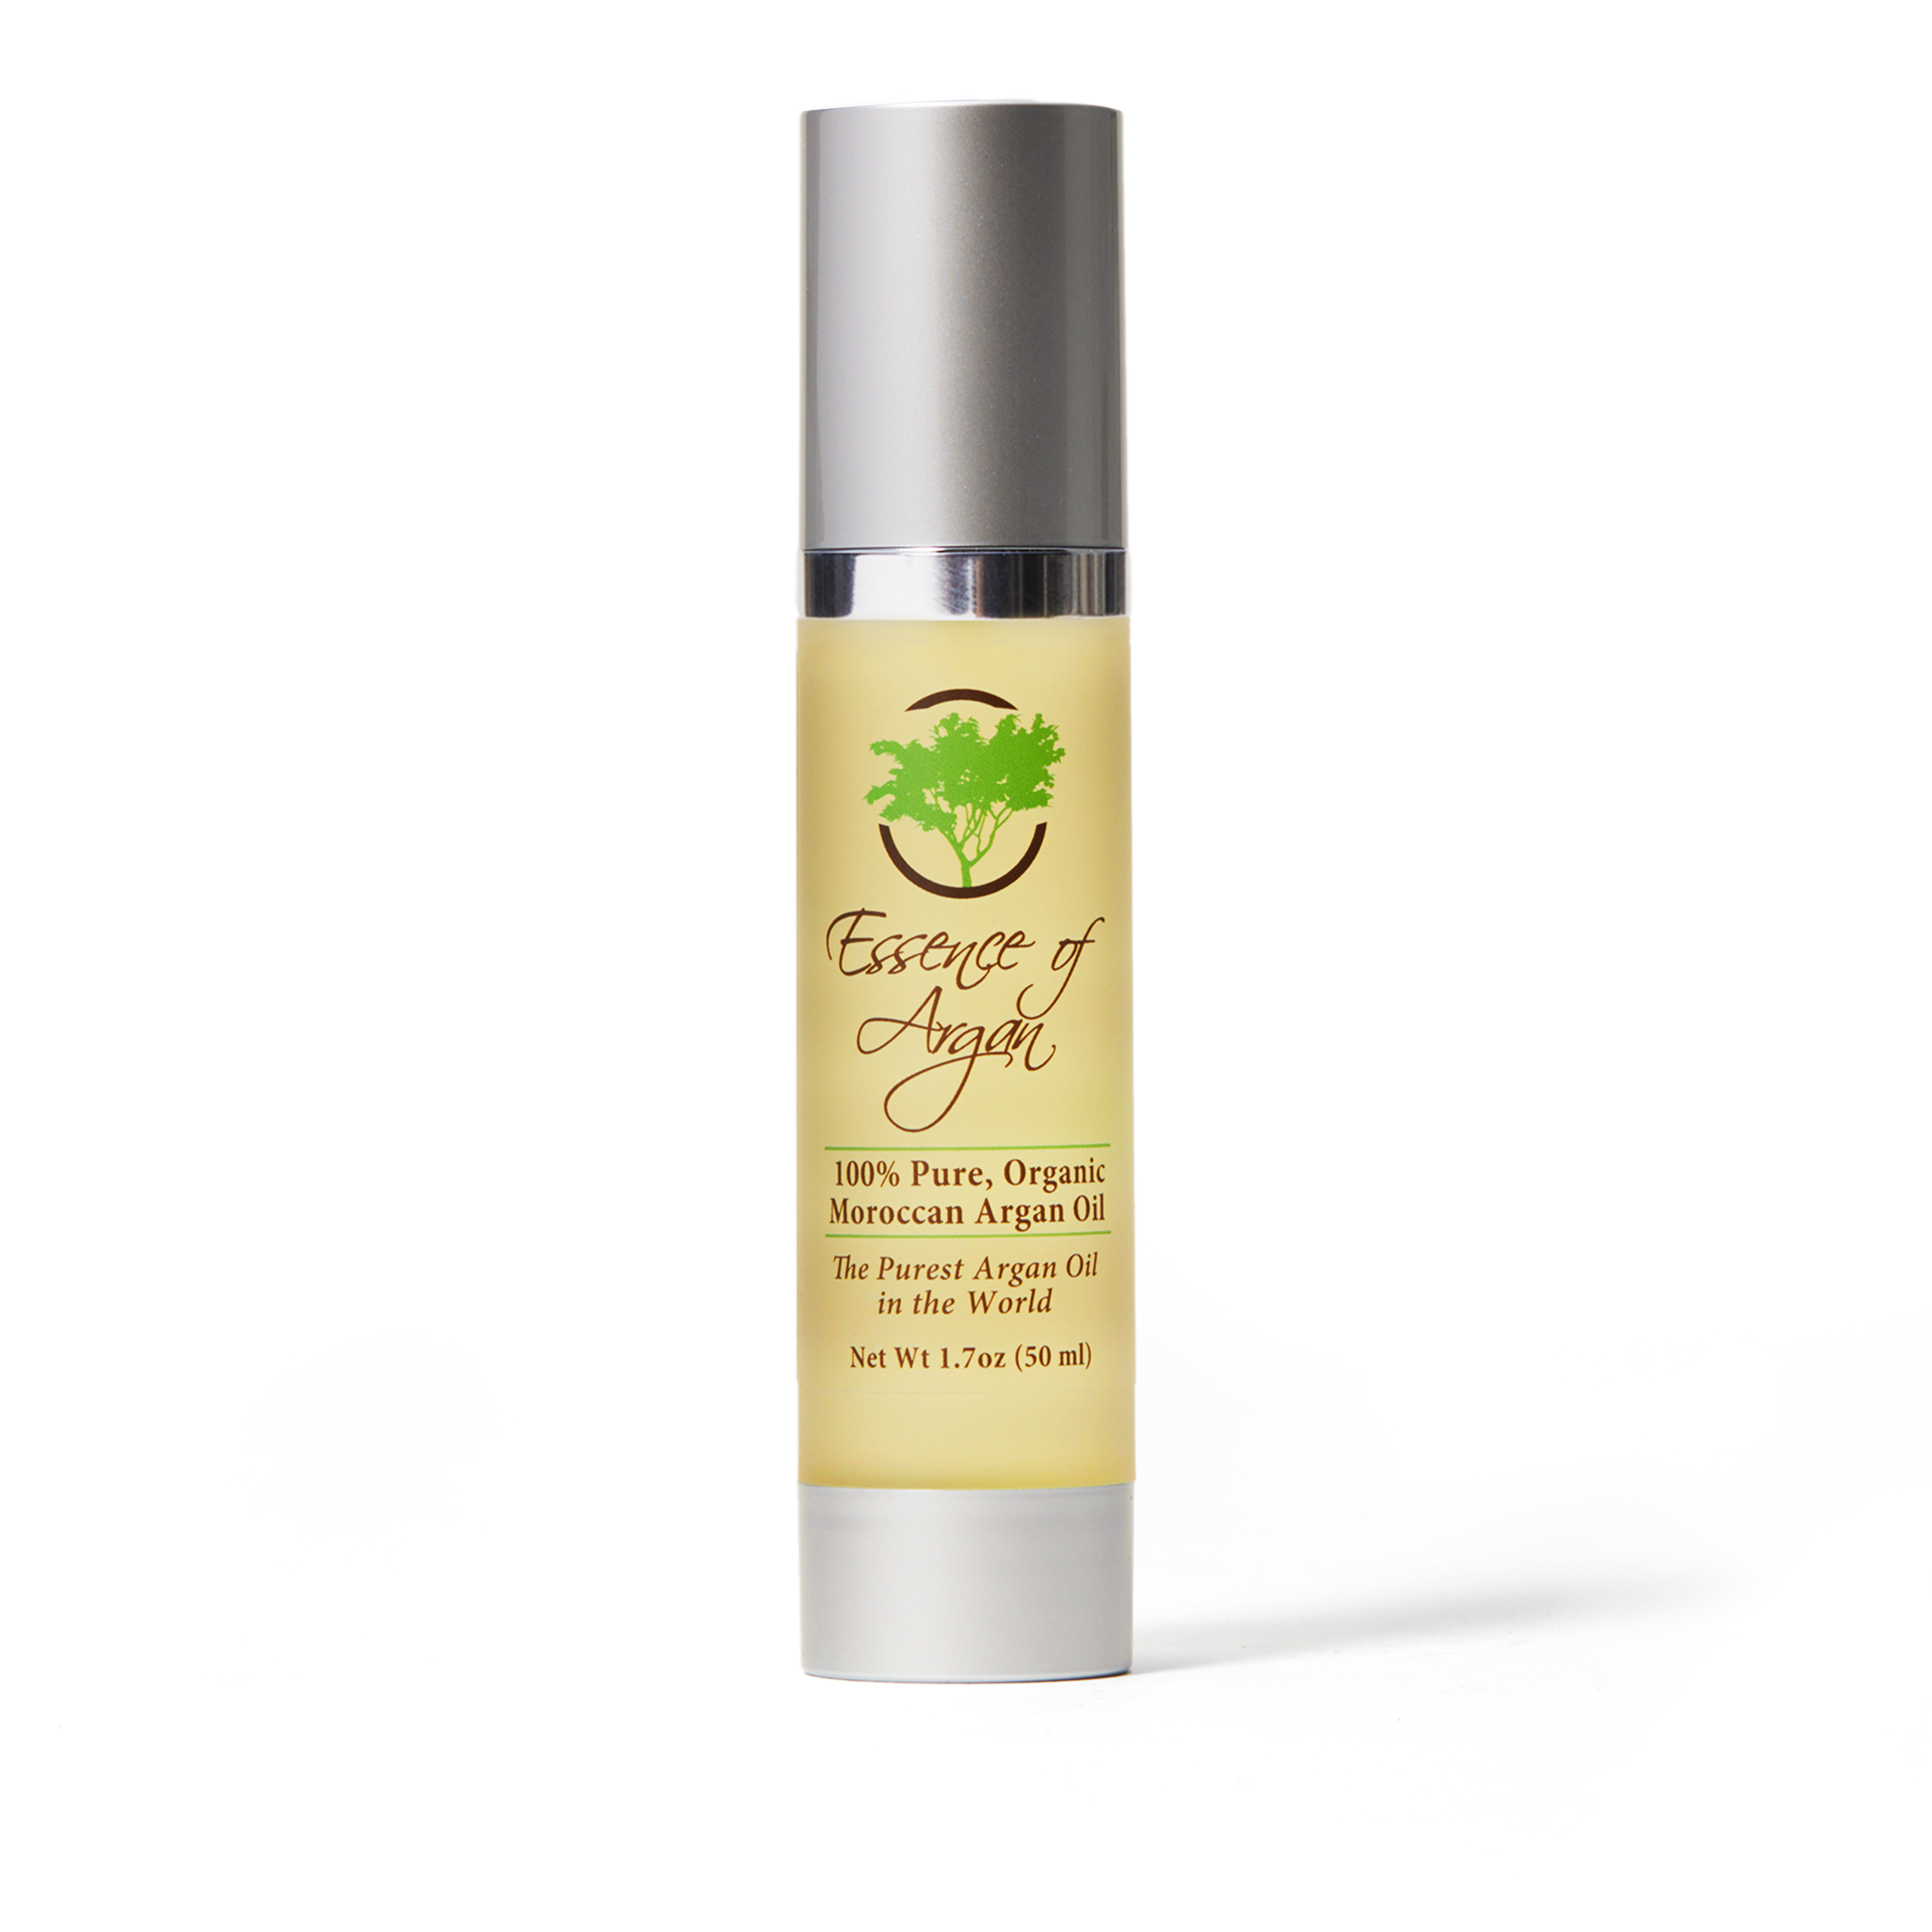 Essence of
Argan
100% Pure, Organic
Moroccan Argan Oil
The Purest Argan Oil
in the World
Net Wt 1.7oz (50 ml)